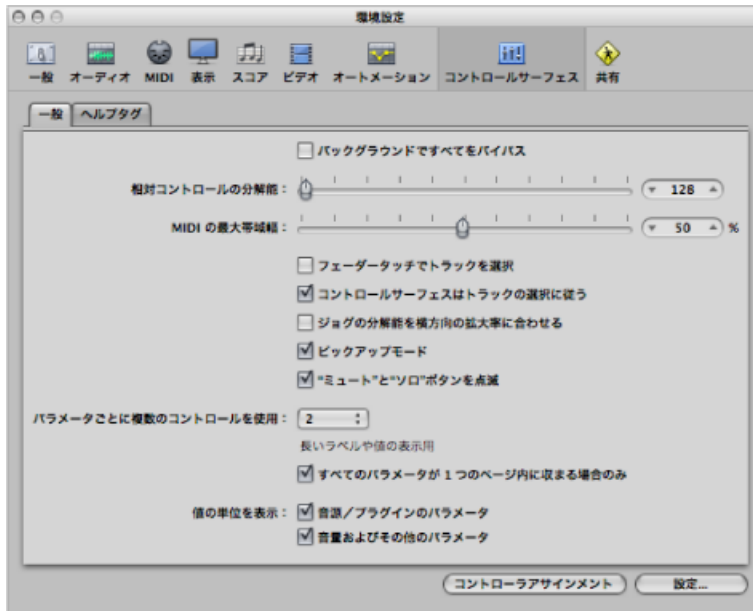 環境設定
一般 オーディオ MIDI 表示 スコア ビデオ オートメーション コントロールサーフェス 共有
一般 ヘルプタグ
バックグラウンドですべてをバイパス
相対コントロールの分解能： 128
MIDI の最大帯域幅： 50 %
フェーダータッチでトラックを選択
コントロールサーフェスはトラックの選択に従う
ジョグの分解能を横方向の拡大率に合わせる
ピックアップモード
“ミュート”と“ソロ”ボタンを点滅
パラメータごとに複数のコントロールを使用： 2
長いラベルや値の表示用
すべてのパラメータが 1 つのページ内に収まる場合のみ
値の単位を表示： 音源／プラグインのパラメータ
音量およびその他のパラメータ
コントローラアサインメント 設定...